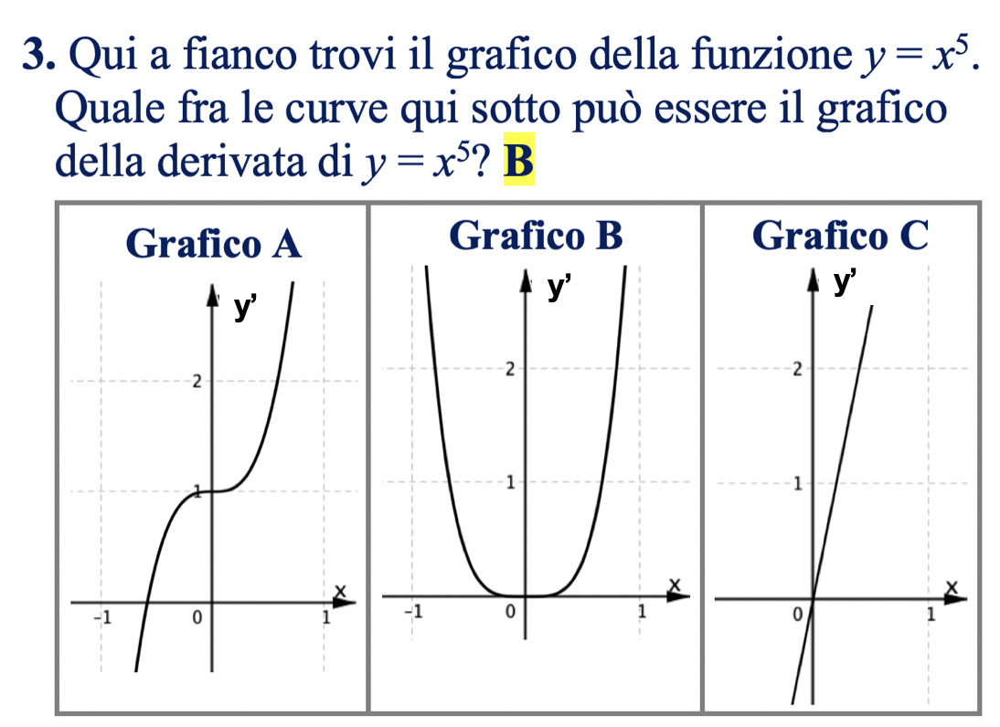 3. Qui a fianco trovi il grafico della funzione y = x⁵.
Quale fra le curve qui sotto può essere il grafico
della derivata di y = x⁵? B
Grafico A
Grafico B
Grafico C
y’
2
1
x
-1
0
1
y’
2
1
x
-1
0
1
y’
2
1
x
0
1